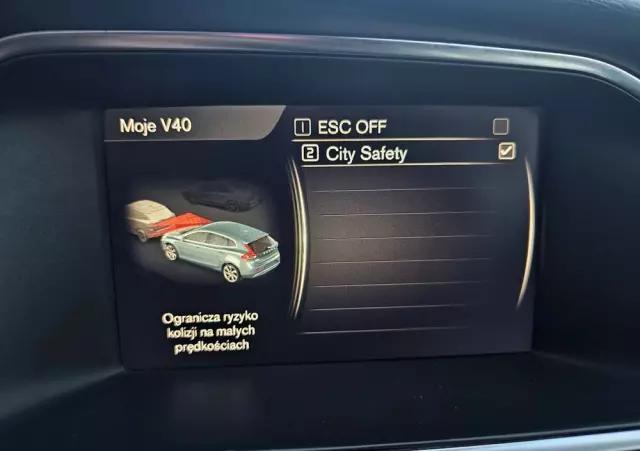 Moje V40
1 ESC OFF
2 City Safety
Ogranicza ryzyko
kolizji na małych
prędkościach